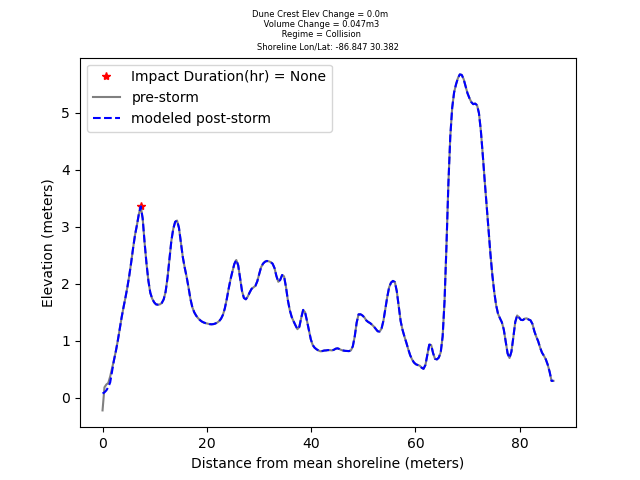 Dune Crest Elev Change = 0.0m
Volume Change = 0.047m3
Regime = Collision
Shoreline Lon/Lat: -86.847 30.382
Impact Duration(hr) = None
pre-storm
modeled post-storm
Elevation (meters)
5
4
3
2
1
0
0 20 40 60 80
Distance from mean shoreline (meters)